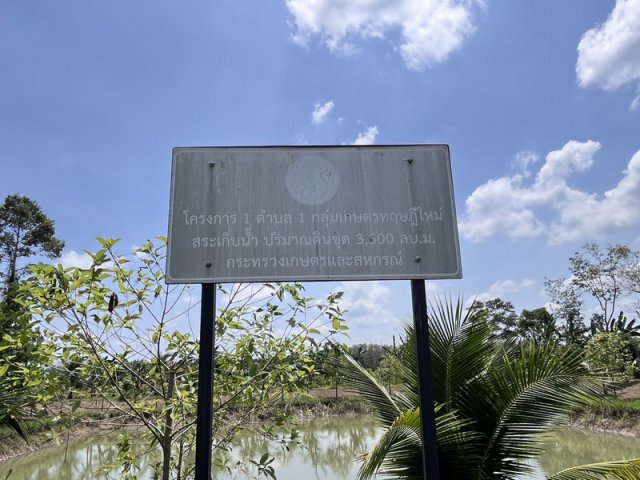 โครงการ 1 ตำบล 1 กลุ่มเกษตรทฤษฎีใหม่
สระเก็บน้ำ ปริมาณดินขุด 3,500 ลบ.ม.
กระทรวงเกษตรและสหกรณ์